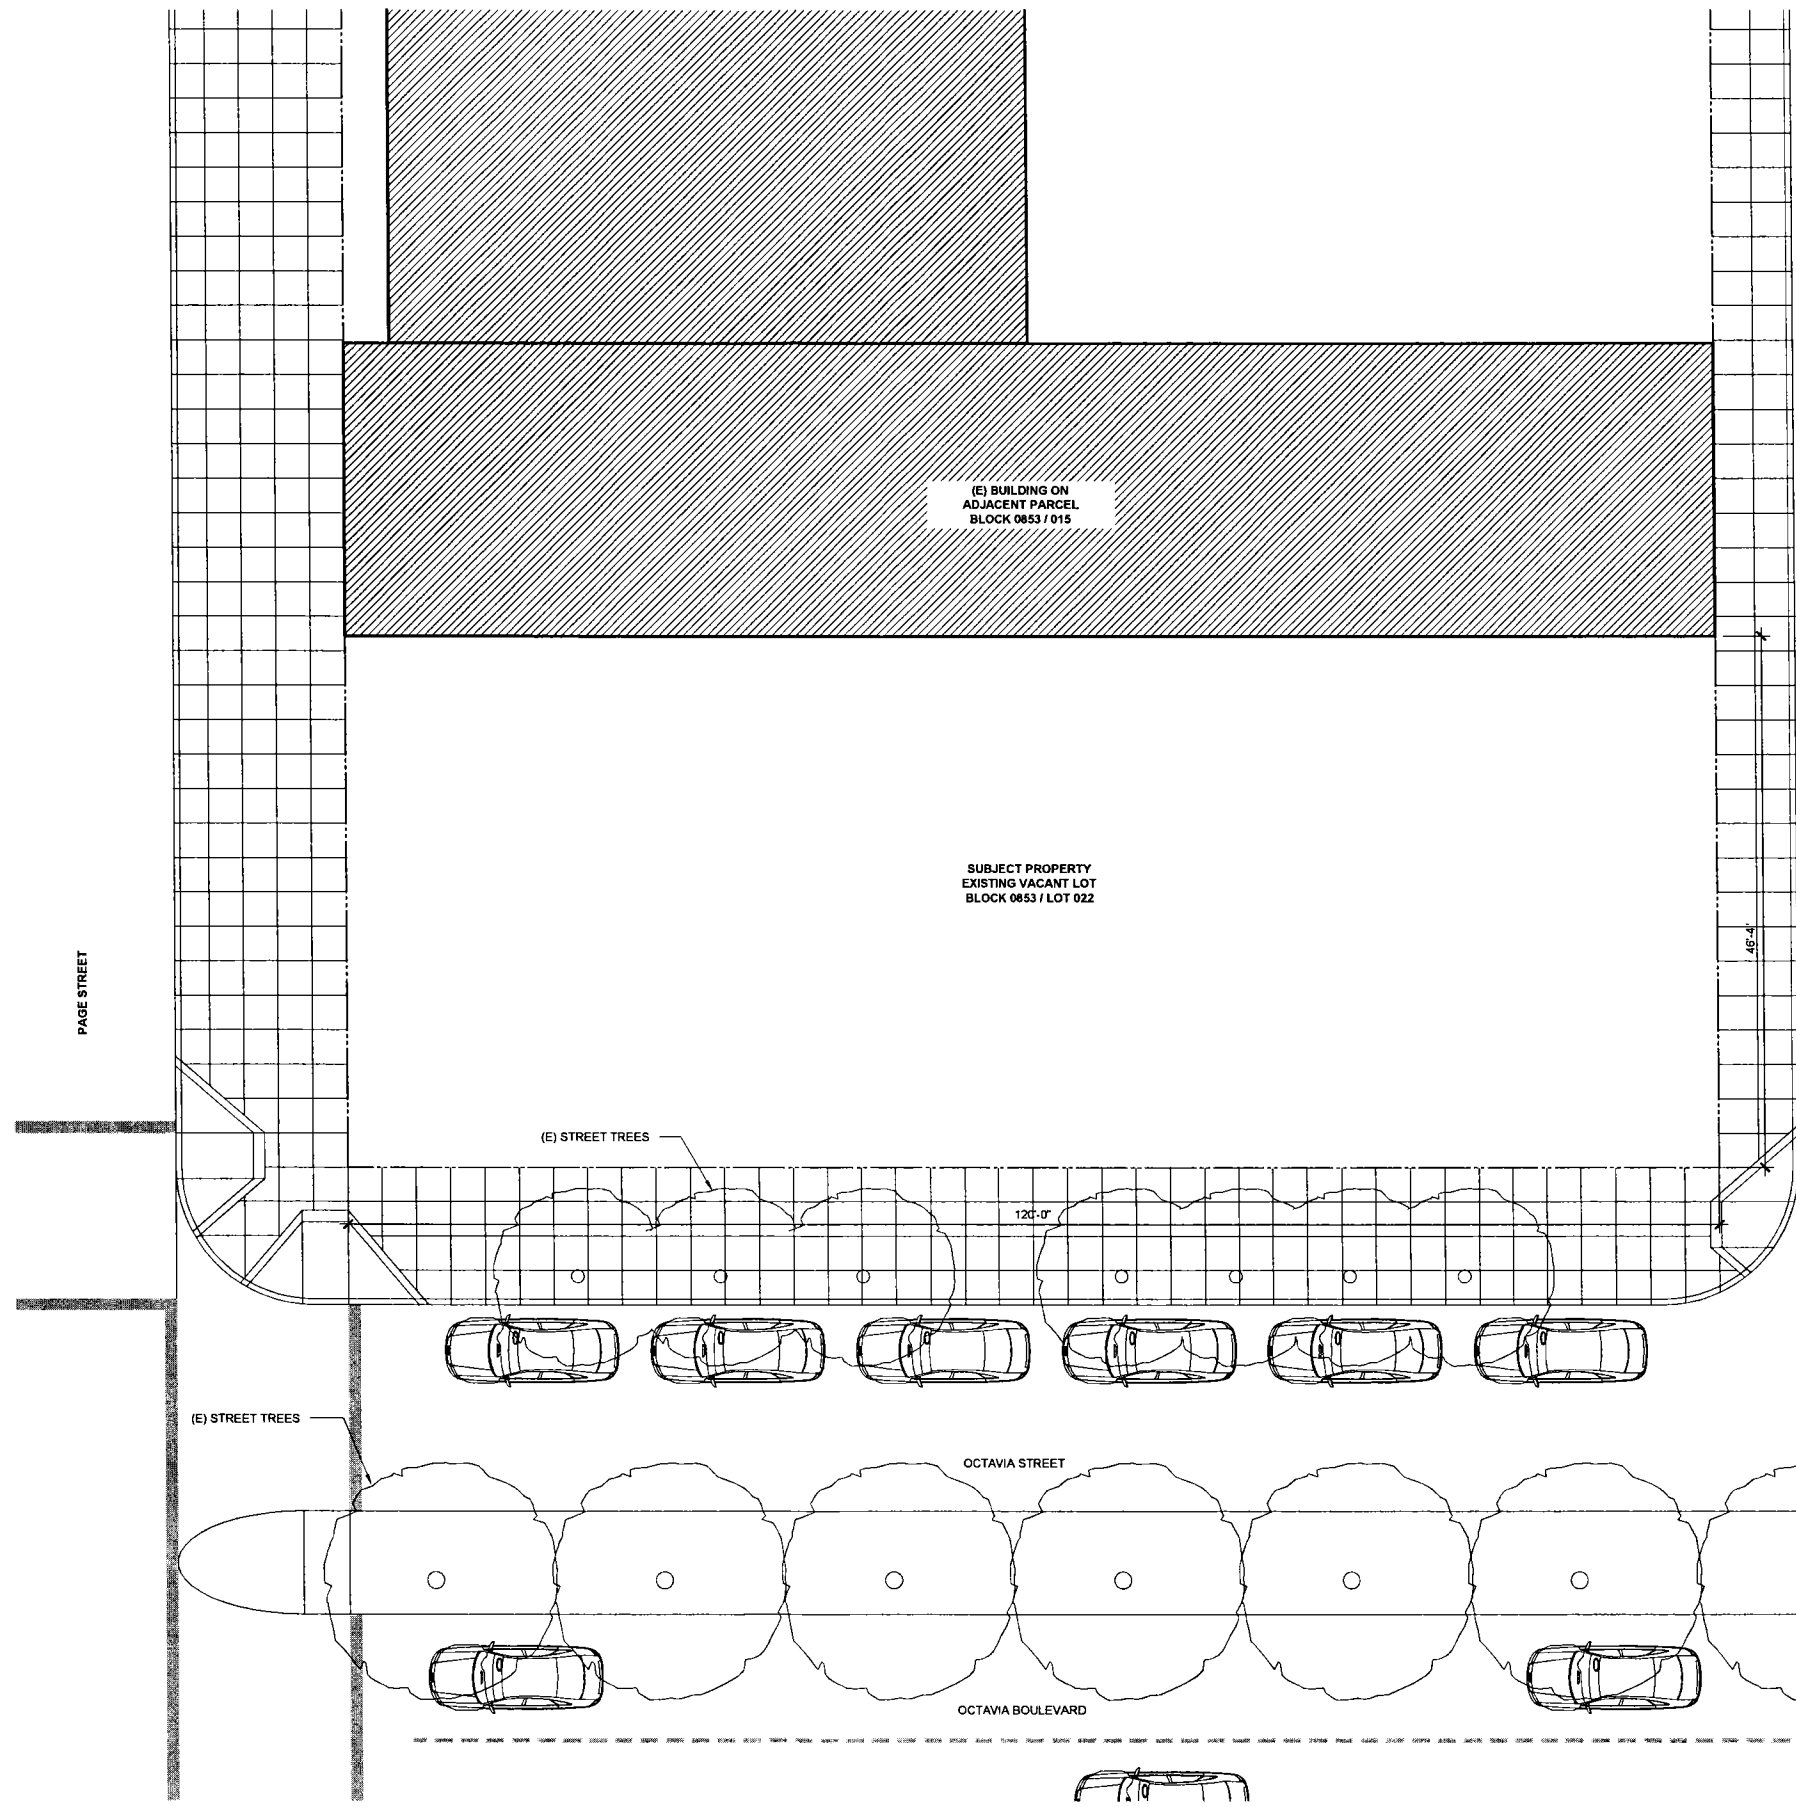 (E) BUILDING ON
ADJACENT PARCEL
BLOCK 0853 / 015
SUBJECT PROPERTY
EXISTING VACANT LOT
BLOCK 0853 / LOT 022
46'-4"
PAGE STREET
(E) STREET TREES
120'-0"
(E) STREET TREES
OCTAVIA STREET
OCTAVIA BOULEVARD